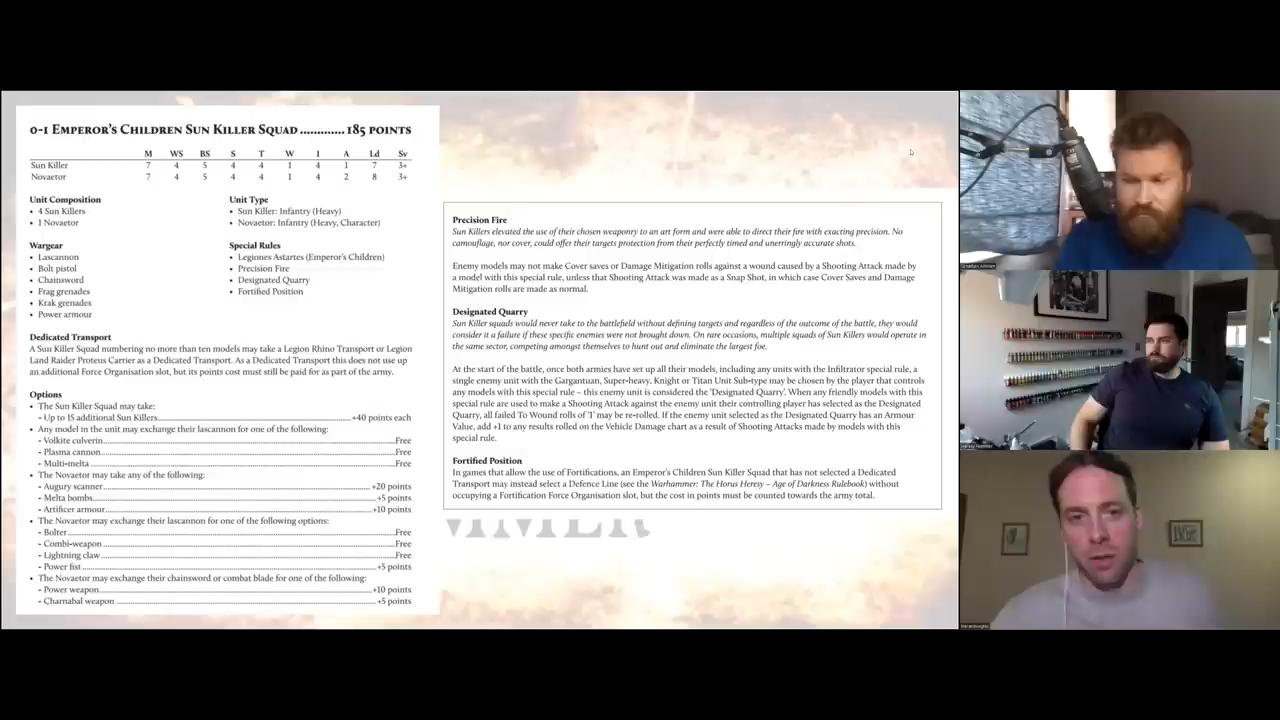 0-1 Emperor's Children Sun Killer Squad ............. 185 points
M WS BS S T W I A Ld Sv
Sun Killer 7 4 5 4 4 1 4 1 7 3+
Novaetor 7 4 5 4 4 1 4 2 8 3+
Unit Composition
• 4 Sun Killers
• 1 Novaetor
Unit Type
• Sun Killer: Infantry (Heavy)
• Novaetor: Infantry (Heavy, Character)
Wargear
• Lascannon
• Bolt pistol
• Chainsword
• Frag grenades
• Krak grenades
• Power armour
Special Rules
• Legiones Astartes (Emperor's Children)
• Precision Fire
• Designated Quarry
• Fortified Position
Dedicated Transport
A Sun Killer Squad numbering no more than ten models may take a Legion Rhino Transport or Legion
Land Raider Proteus Carrier as a Dedicated Transport. As a Dedicated Transport this does not use up
an additional Force Organisation slot, but its points cost must still be paid for as part of the army.
Options
• The Sun Killer Squad may take:
- Up to 15 additional Sun Killers...+40 points each
• Any model in the unit may exchange their lascannon for one of the following:
- Volkite culverin...Free
- Plasma cannon...Free
- Multi-melta...Free
• The Novaetor may take any of the following:
- Augury scanner...+20 points
- Melta bombs...+5 points
- Artificer armour...+10 points
• The Novaetor may exchange their lascannon for one of the following options:
- Bolter...Free
- Combi-weapon...Free
- Lightning claw...Free
- Power fist...+5 points
• The Novaetor may exchange their chainsword or combat blade for one of the following:
- Power weapon...+10 points
- Charnabal weapon...+5 points
Precision Fire
Sun Killers elevated the use of their chosen weaponry to an art form and were able to direct their fire with exacting precision. No
camouflage, nor cover, could offer their targets protection from their perfectly timed and unerringly accurate shots.
Enemy models may not make Cover saves or Damage Mitigation rolls against a wound caused by a Shooting Attack made by
a model with this special rule, unless that Shooting Attack was made as a Snap Shot, in which case Cover Saves and Damage
Mitigation rolls are made as normal.
Designated Quarry
Sun Killer squads would never take to the battlefield without defining targets and regardless of the outcome of the battle, they would
consider it a failure if these specific enemies were not brought down. On rare occasions, multiple squads of Sun Killers would operate in
the same sector, competing amongst themselves to hunt out and eliminate the largest foe.
At the start of the battle, once both armies have set up all their models, including any units with the Infiltrator special rule, a
single enemy unit with the Gargantuan, Super-heavy. Knight or Titan Unit Sub-type may be chosen by the player that controls
any models with this special rule – this enemy unit is considered the 'Designated Quarry'. When any friendly models with this
special rule are used to make a Shooting Attack against the enemy unit their controlling player has selected as the Designated
Quarry, all failed To Wound rolls of '1' may be re-rolled. If the enemy unit selected as the Designated Quarry has an Armour
Value, add +1 to any results rolled on the Vehicle Damage chart as a result of Shooting Attacks made by models with this
special rule.
Fortified Position
In games that allow the use of Fortifications, an Emperor's Children Sun Killer Squad that has not selected a Dedicated
Transport may instead select a Defence Line (see the Warhammer: The Horus Heresy – Age of Darkness Rulebook) without
occupying a Fortification Force Organisation slot, but the cost in points must be counted towards the army total.